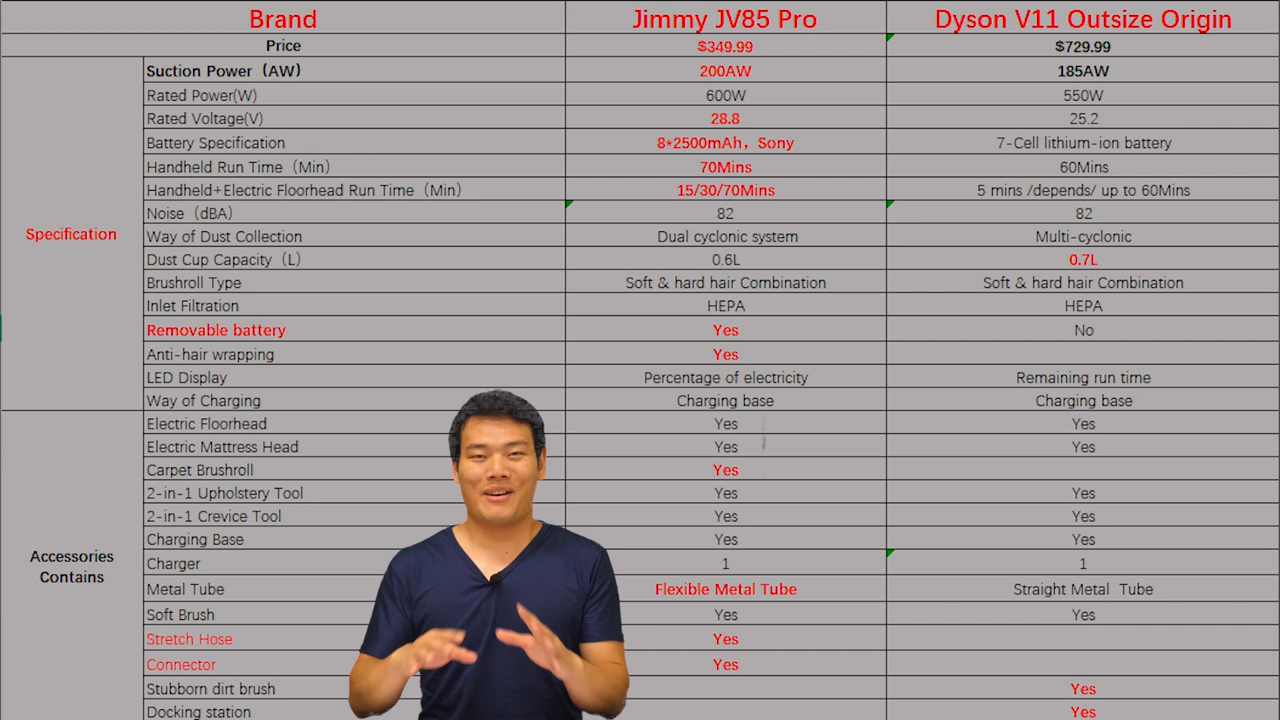 Brand Jimmy JV85 Pro Dyson V11 Outsize Origin
Price $349.99 $729.99
Suction Power（AW） 200AW 185AW
Rated Power(W) 600W 550W
Rated Voltage(V) 28.8 25.2
Battery Specification 8*2500mAh，Sony 7-Cell lithium-ion battery
Handheld Run Time（Min） 70Mins 60Mins
Handheld+Electric Floorhead Run Time（Min） 15/30/70Mins 5 mins /depends/ up to 60Mins
Noise（dBA） 82 82
Specification
Way of Dust Collection Dual cyclonic system Multi-cyclonic
Dust Cup Capacity（L） 0.6L 0.7L
Brushroll Type Soft & hard hair Combination Soft & hard hair Combination
Inlet Filtration HEPA HEPA
Removable battery Yes No
Anti-hair wrapping Yes
LED Display Percentage of electricity Remaining run time
Way of Charging Charging base Charging base
Electric Floorhead Yes Yes
Electric Mattress Head Yes Yes
Carpet Brushroll Yes
2-in-1 Upholstery Tool Yes Yes
2-in-1 Crevice Tool Yes Yes
Charging Base Yes Yes
Accessories
Contains
Charger 1 1
Metal Tube Flexible Metal Tube Straight Metal Tube
Soft Brush Yes Yes
Stretch Hose Yes
Connector Yes
Stubborn dirt brush Yes
Docking station Yes